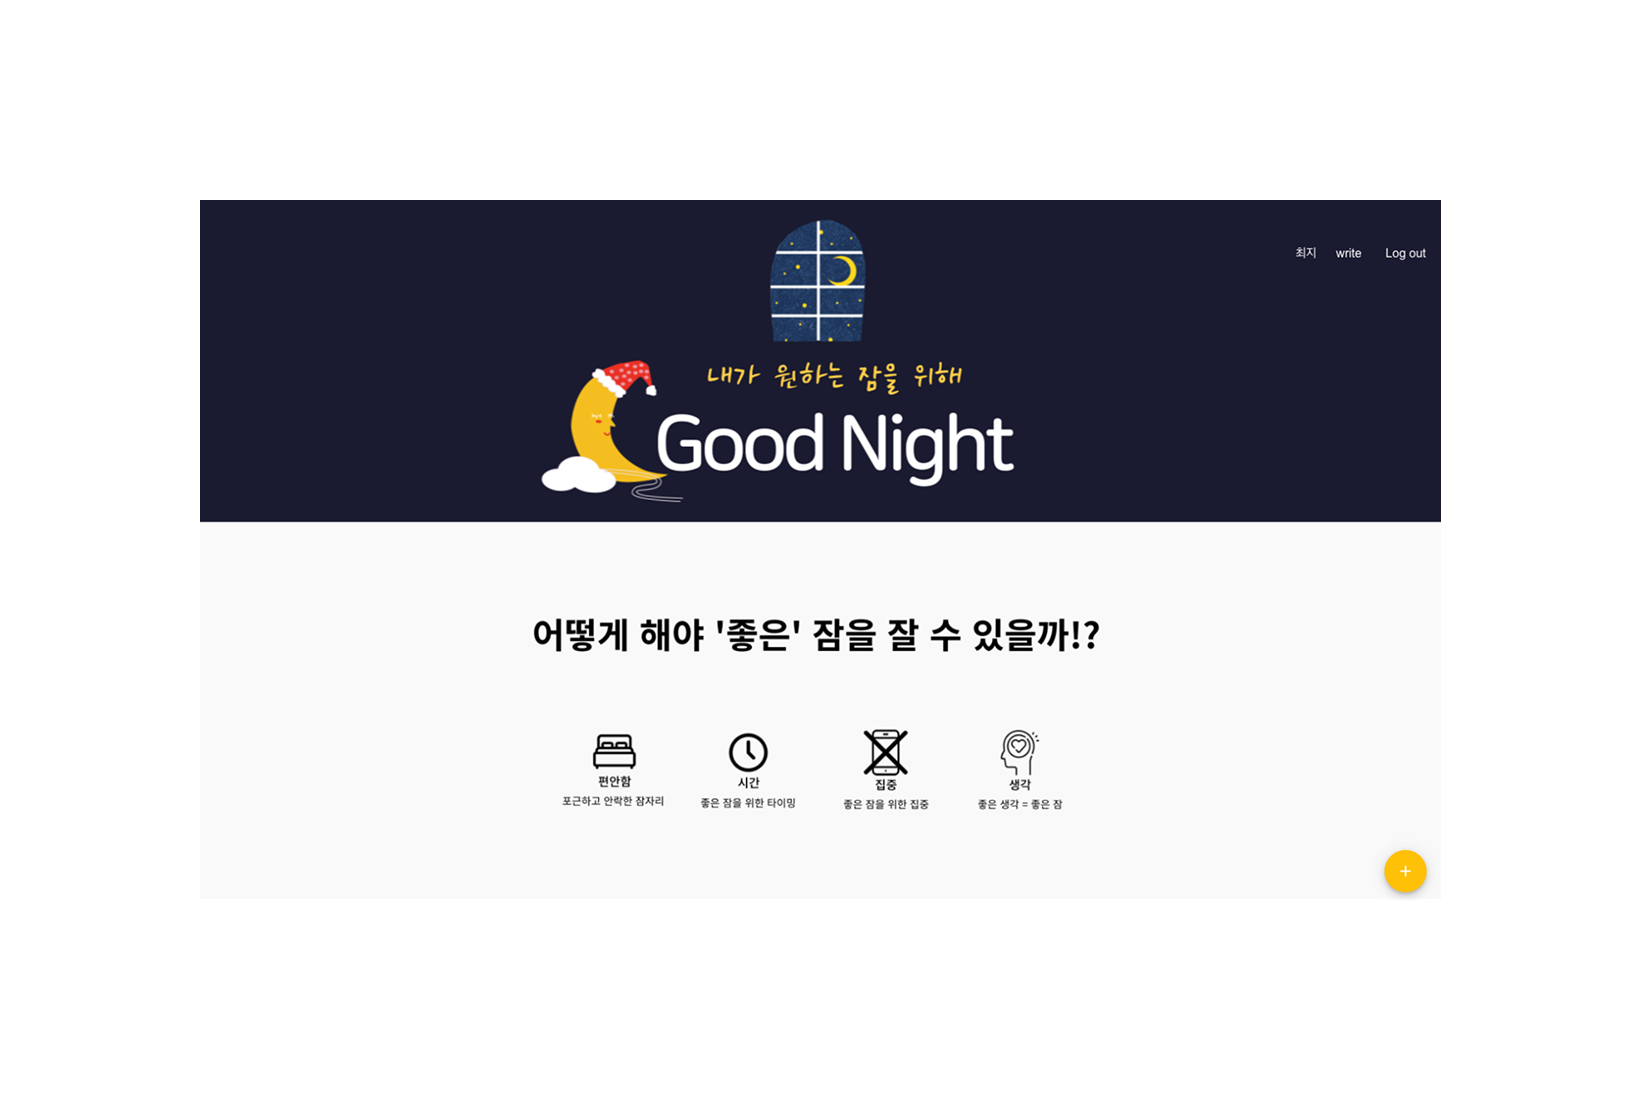 최지 write Log out
내가 원하는 잠을 위해
Good Night
어떻게 해야 '좋은' 잠을 잘 수 있을까!?
편안함 시간 집중 생각
포근하고 안락한 잠자리 좋은 잠을 위한 타이밍 좋은 잠을 위한 집중 좋은 생각 = 좋은 잠
+